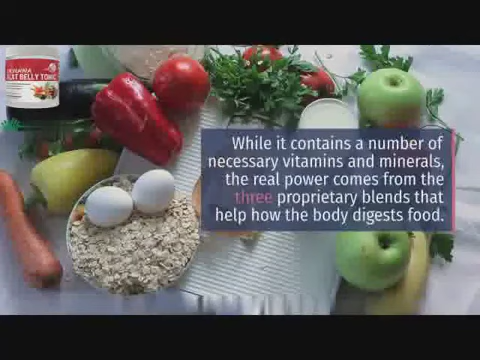 OKINAWA
FLAT BELLY TONIC
While it contains a number of
necessary vitamins and minerals,
the real power comes from the
three proprietary blends that
help how the body digests food.